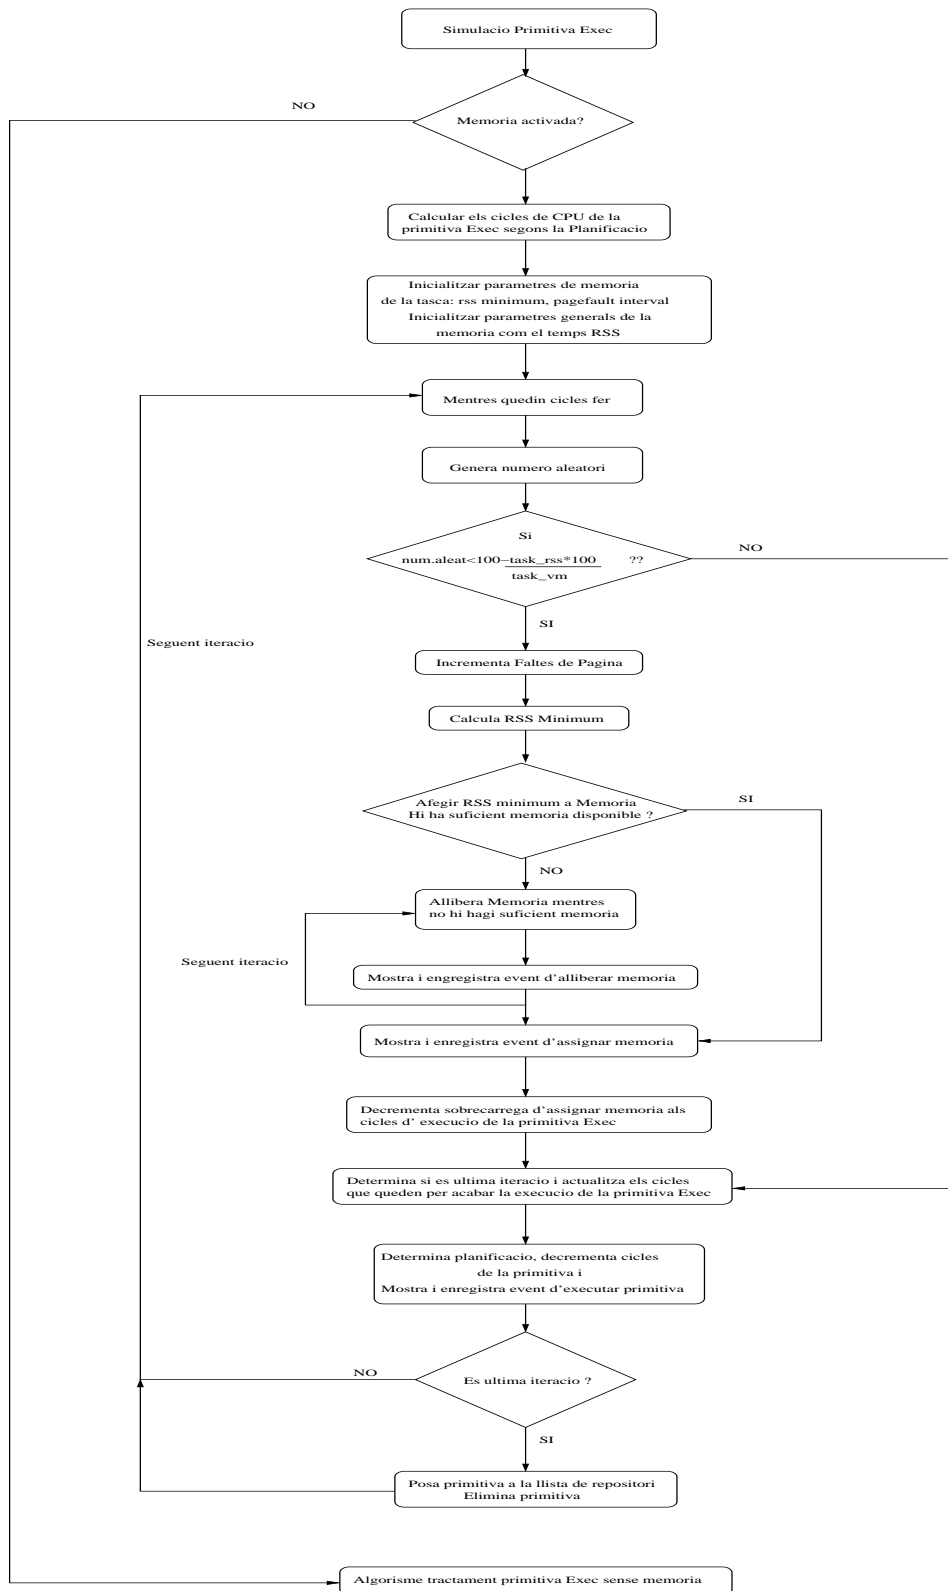 Simulacio Primitiva Exec
NO
Memoria activada?
Calcular els cicles de CPU de la
primitiva Exec segons la Planificacio
Inicialitzar parametres de memoria
de la tasca: rss minimum, pagefault interval
Inicialitzar parametres generals de la
memoria com el temps RSS
Mentres quedin cicles fer
Genera numero aleatori
Si
num.aleat<100−task_rss*100 ??
task_vm
NO
SI
Seguent iteracio
Incrementa Faltes de Pagina
Calcula RSS Minimum
Afegir RSS minimum a Memoria
Hi ha suficient memoria disponible ?
SI
NO
Allibera Memoria mentres
no hi hagi suficient memoria
Seguent iteracio
Mostra i engregistra event d'alliberar memoria
Mostra i enregistra event d'assignar memoria
Decrementa sobrecarrega d'assignar memoria als
cicles d' execucio de la primitiva Exec
Determina si es ultima iteracio i actualitza els cicles
que queden per acabar la execucio de la primitiva Exec
Determina planificacio, decrementa cicles
de la primitiva i
Mostra i enregistra event d'executar primitiva
NO
Es ultima iteracio ?
SI
Posa primitiva a la llista de repositori
Elimina primitiva
Algorisme tractament primitiva Exec sense memoria